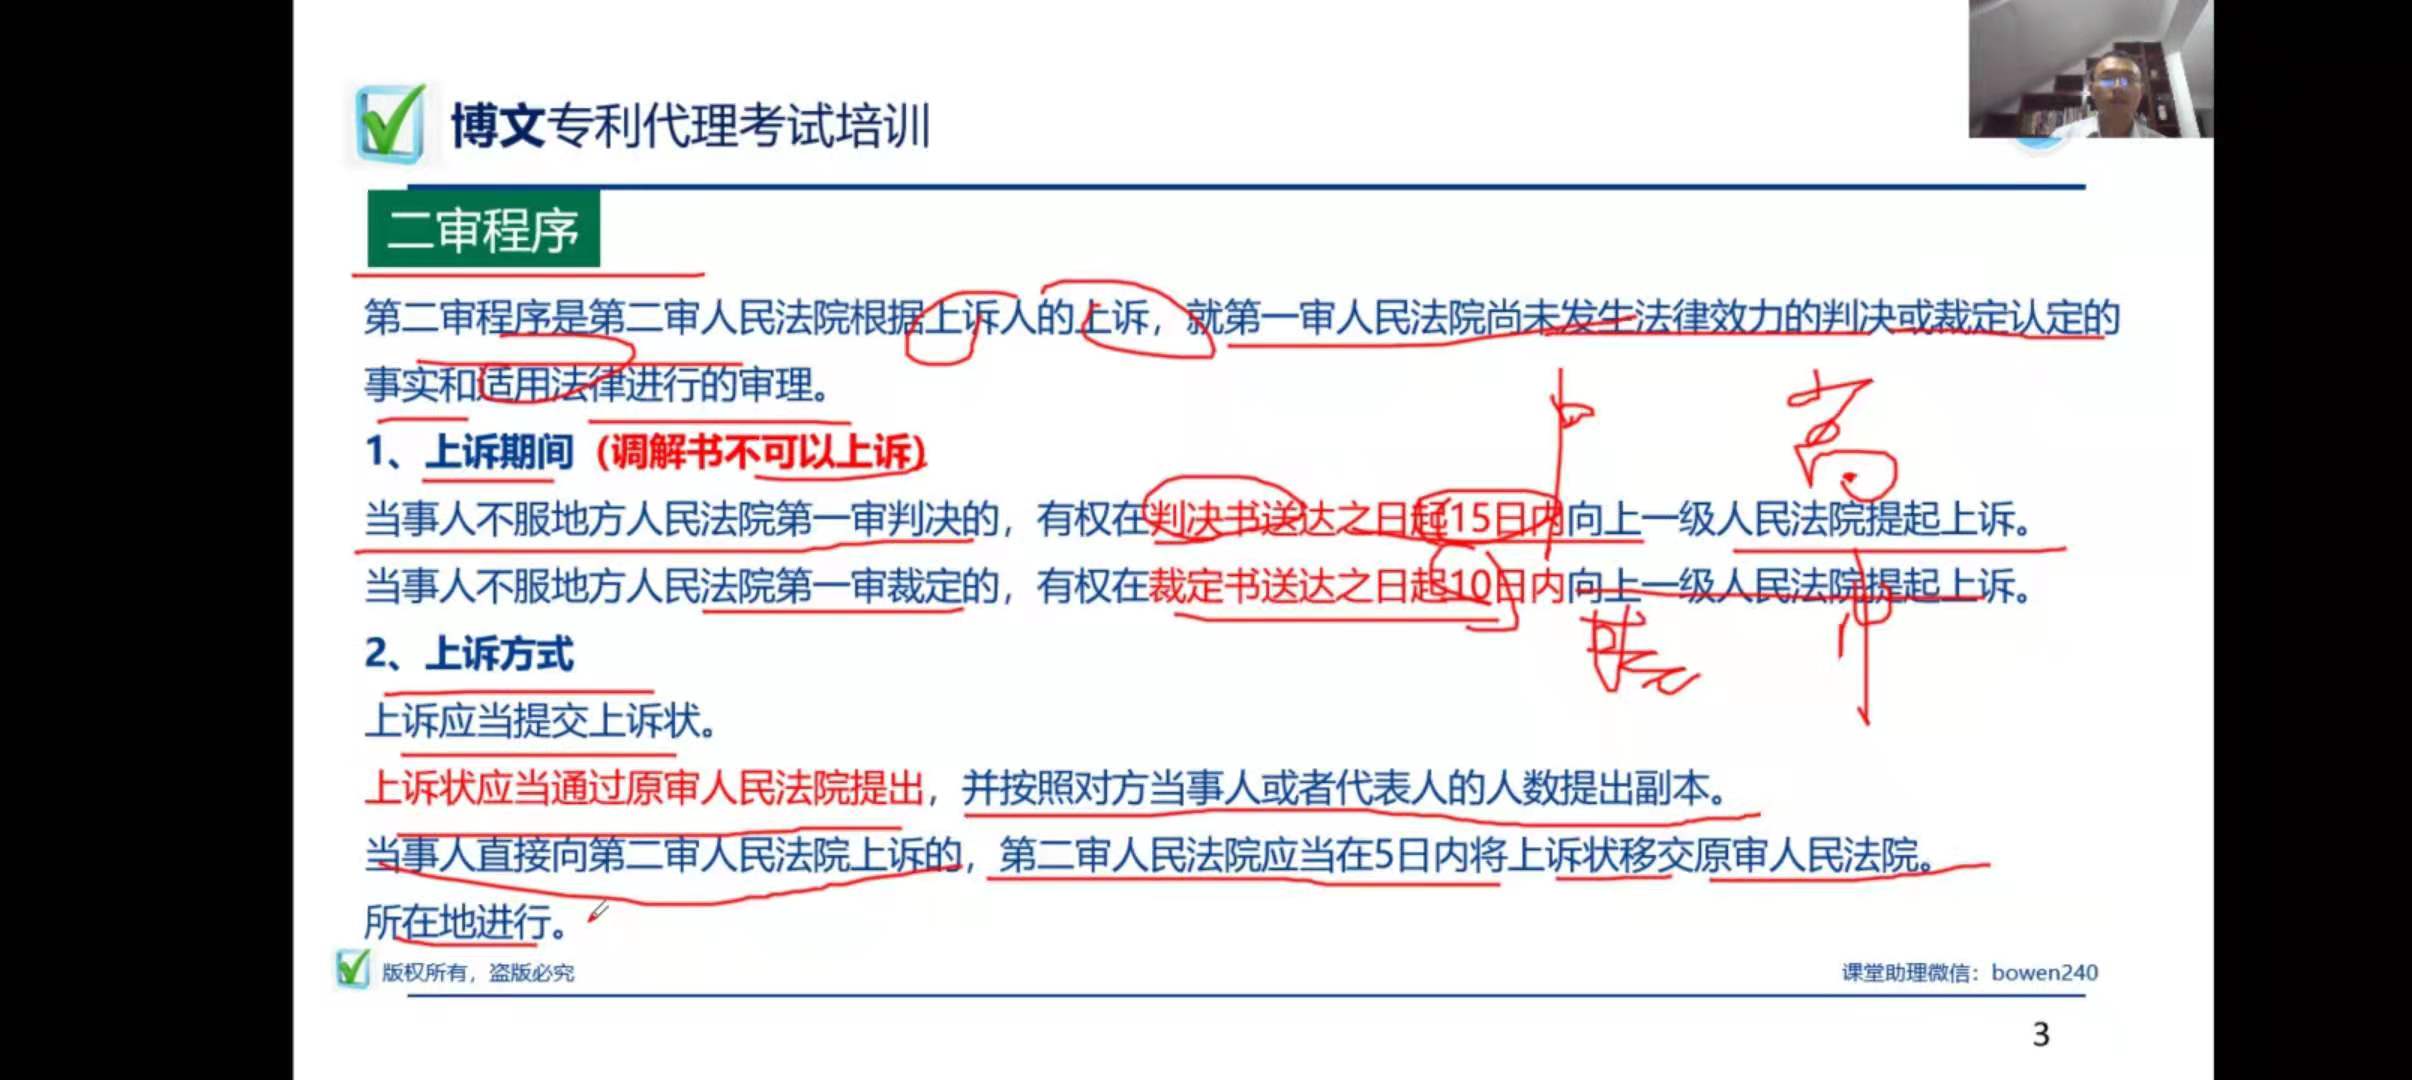 博文专利代理考试培训
二审程序
第二审程序是第二审人民法院根据上诉人的上诉，就第一审人民法院尚未发生法律效力的判决或裁定认定的
事实和适用法律进行的审理。
1、上诉期间（调解书不可以上诉）
当事人不服地方人民法院第一审判决的，有权在判决书送达之日起15日内向上一级人民法院提起上诉。
当事人不服地方人民法院第一审裁定的，有权在裁定书送达之日起10日内向上一级人民法院提起上诉。
2、上诉方式
上诉应当提交上诉状。
上诉状应当通过原审人民法院提出，并按照对方当事人或者代表人的人数提出副本。
当事人直接向第二审人民法院上诉的，第二审人民法院应当在5日内将上诉状移交原审人民法院。
所在地进行。
版权所有，盗版必究
课堂助理微信：bowen240
3